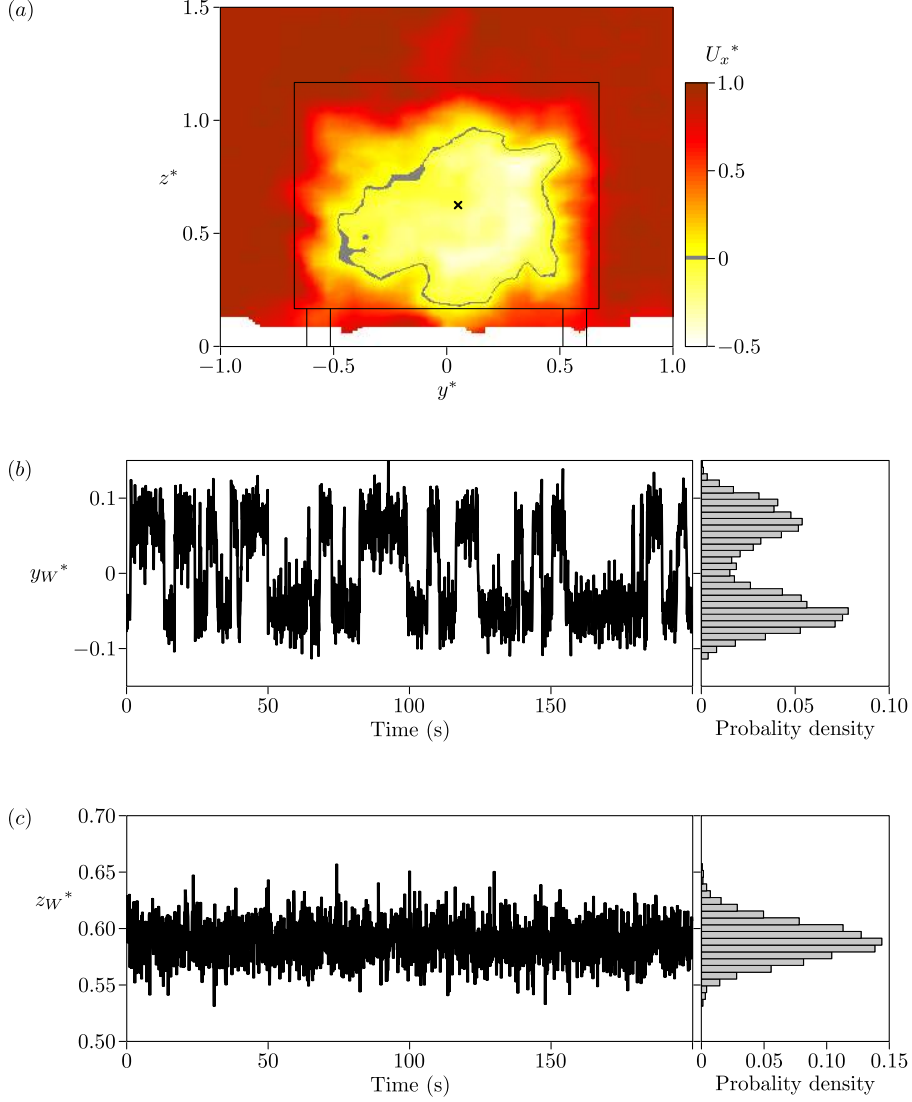 (a)
1.5
1.0
z*
0.5
0
−1.0 −0.5 0 0.5 1.0
y*
Uₓ*
1.0
0.5
0
−0.5
(b)
0.1
y_W*
0
−0.1
0 50 100 150
Time (s)
0 0.05 0.10
Probality density
(c)
0.70
0.65
z_W*
0.60
0.55
0.50
0 50 100 150
Time (s)
0 0.05 0.10 0.15
Probality density